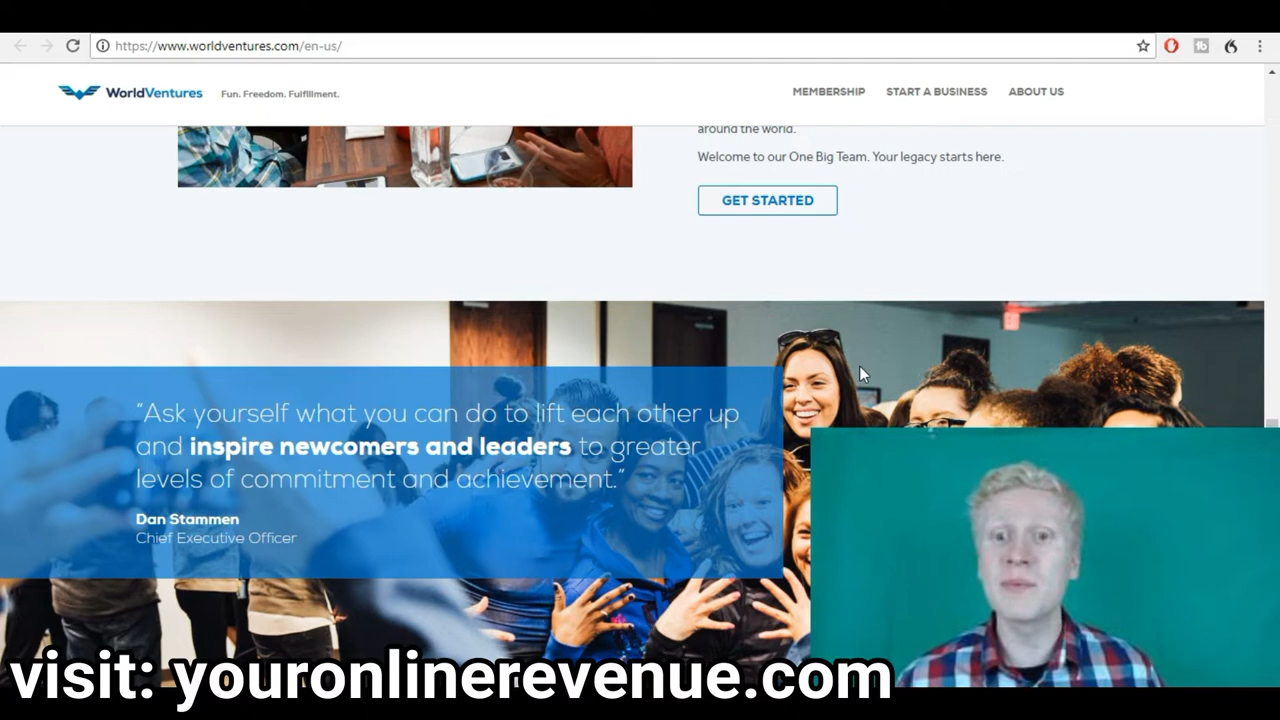 https://www.worldventures.com/en-us/
WorldVentures
Fun. Freedom. Fulfillment.
MEMBERSHIP
START A BUSINESS
ABOUT US
around the world.
Welcome to our One Big Team. Your legacy starts here.
GET STARTED
"Ask yourself what you can do to lift each other up
and inspire newcomers and leaders to greater
levels of commitment and achievement."
Dan Stammen
Chief Executive Officer
visit: youronlinerevenue.com